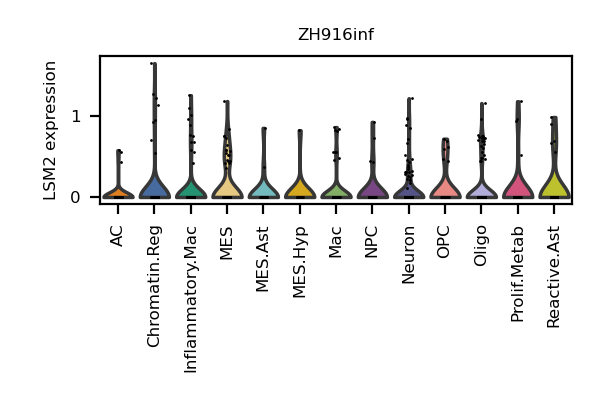 ZH916inf
LSM2 expression
1
0
AC
Chromatin.Reg
Inflammatory.Mac
MES
MES.Ast
MES.Hyp
Mac
NPC
Neuron
OPC
Oligo
Prolif.Metab
Reactive.Ast